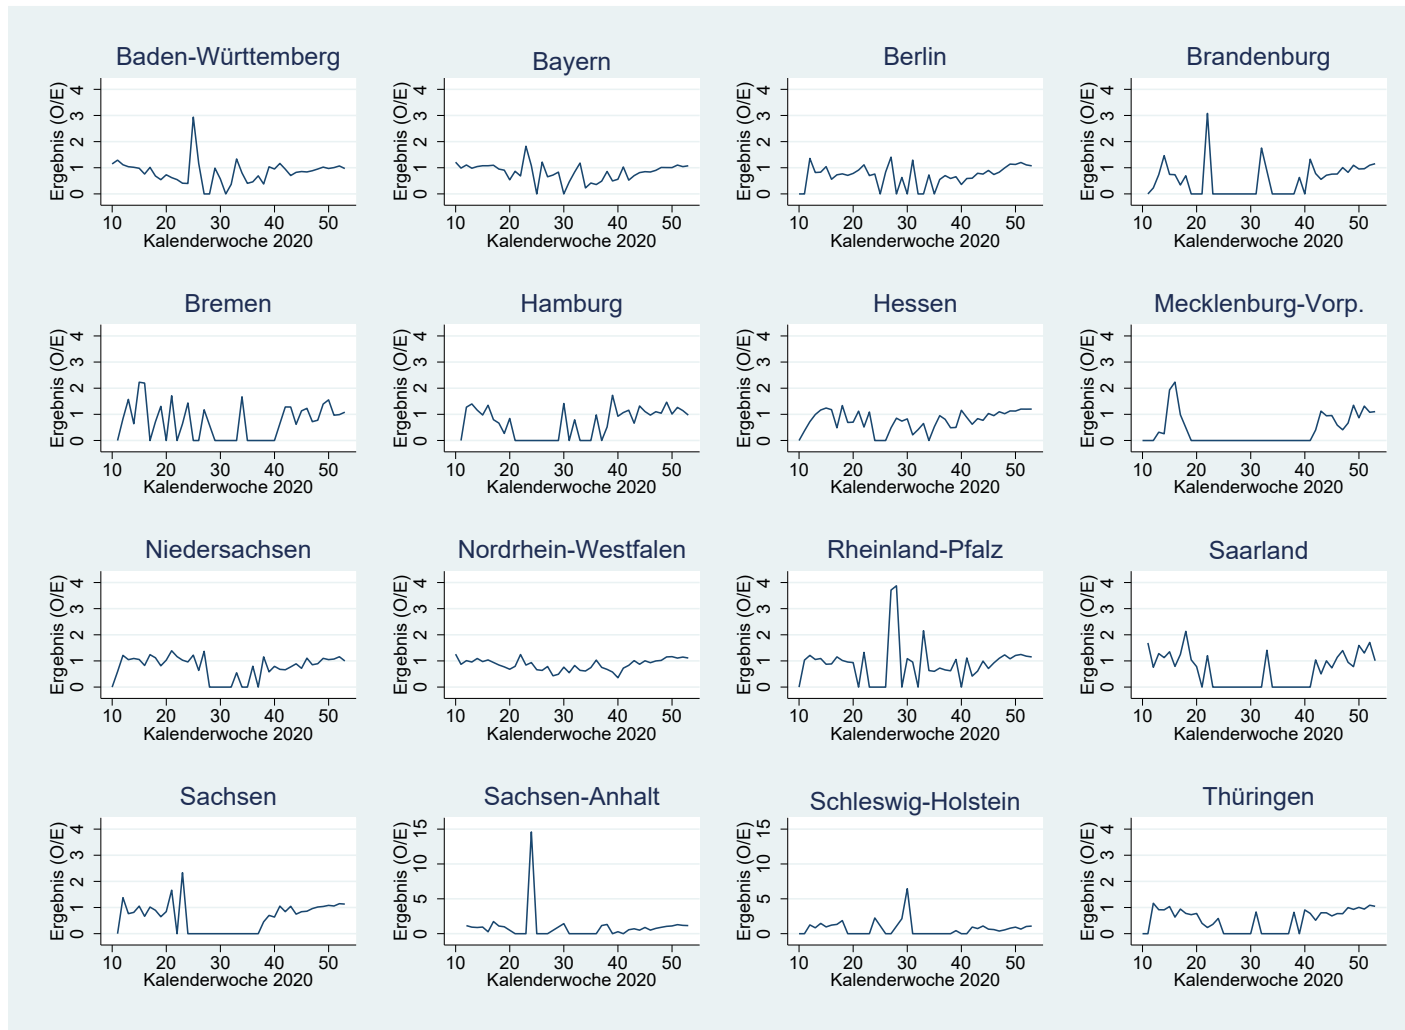 Baden-Württemberg
Ergebnis (O/E)
4
3
2
1
0
10 20 30 40 50
Kalenderwoche 2020
Bayern
Ergebnis (O/E)
4
3
2
1
0
10 20 30 40 50
Kalenderwoche 2020
Berlin
Ergebnis (O/E)
4
3
2
1
0
10 20 30 40 50
Kalenderwoche 2020
Brandenburg
Ergebnis (O/E)
4
3
2
1
0
10 20 30 40 50
Kalenderwoche 2020
Bremen
Ergebnis (O/E)
4
3
2
1
0
10 20 30 40 50
Kalenderwoche 2020
Hamburg
Ergebnis (O/E)
4
3
2
1
0
10 20 30 40 50
Kalenderwoche 2020
Hessen
Ergebnis (O/E)
4
3
2
1
0
10 20 30 40 50
Kalenderwoche 2020
Mecklenburg-Vorp.
Ergebnis (O/E)
4
3
2
1
0
10 20 30 40 50
Kalenderwoche 2020
Niedersachsen
Ergebnis (O/E)
4
3
2
1
0
10 20 30 40 50
Kalenderwoche 2020
Nordrhein-Westfalen
Ergebnis (O/E)
4
3
2
1
0
10 20 30 40 50
Kalenderwoche 2020
Rheinland-Pfalz
Ergebnis (O/E)
4
3
2
1
0
10 20 30 40 50
Kalenderwoche 2020
Saarland
Ergebnis (O/E)
4
3
2
1
0
10 20 30 40 50
Kalenderwoche 2020
Sachsen
Ergebnis (O/E)
4
3
2
1
0
10 20 30 40 50
Kalenderwoche 2020
Sachsen-Anhalt
Ergebnis (O/E)
15
10
5
0
10 20 30 40 50
Kalenderwoche 2020
Schleswig-Holstein
Ergebnis (O/E)
15
10
5
0
10 20 30 40 50
Kalenderwoche 2020
Thüringen
Ergebnis (O/E)
4
3
2
1
0
10 20 30 40 50
Kalenderwoche 2020